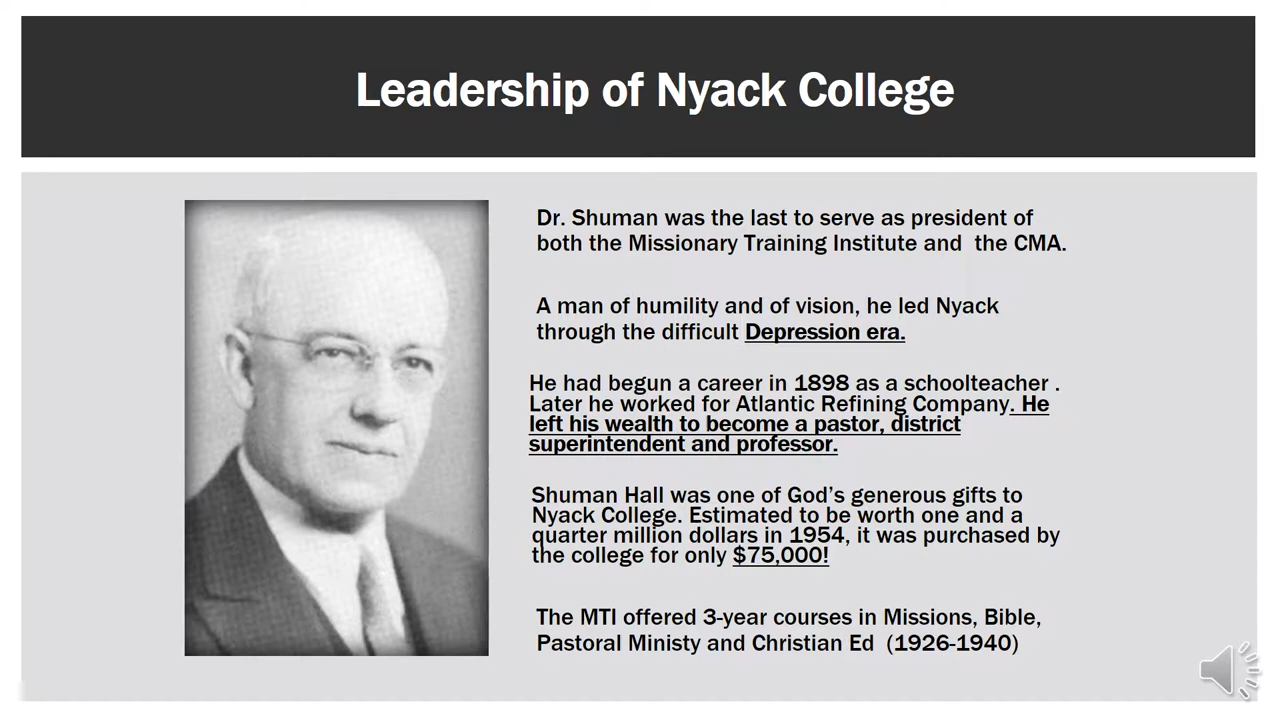 Leadership of Nyack College
Dr. Shuman was the last to serve as president of
both the Missionary Training Institute and the CMA.
A man of humility and of vision, he led Nyack
through the difficult Depression era.
He had begun a career in 1898 as a schoolteacher .
Later he worked for Atlantic Refining Company. He
left his wealth to become a pastor, district
superintendent and professor.
Shuman Hall was one of God's generous gifts to
Nyack College. Estimated to be worth one and a
quarter million dollars in 1954, it was purchased by
the college for only $75,000!
The MTI offered 3-year courses in Missions, Bible,
Pastoral Ministy and Christian Ed (1926-1940)